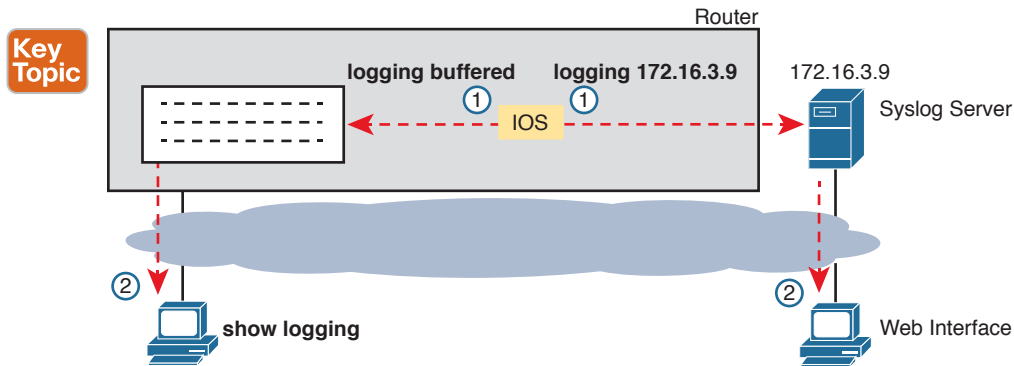 Router
Key
Topic
logging buffered
logging 172.16.3.9
172.16.3.9
1
1
Syslog Server
IOS
2
2
show logging
Web Interface